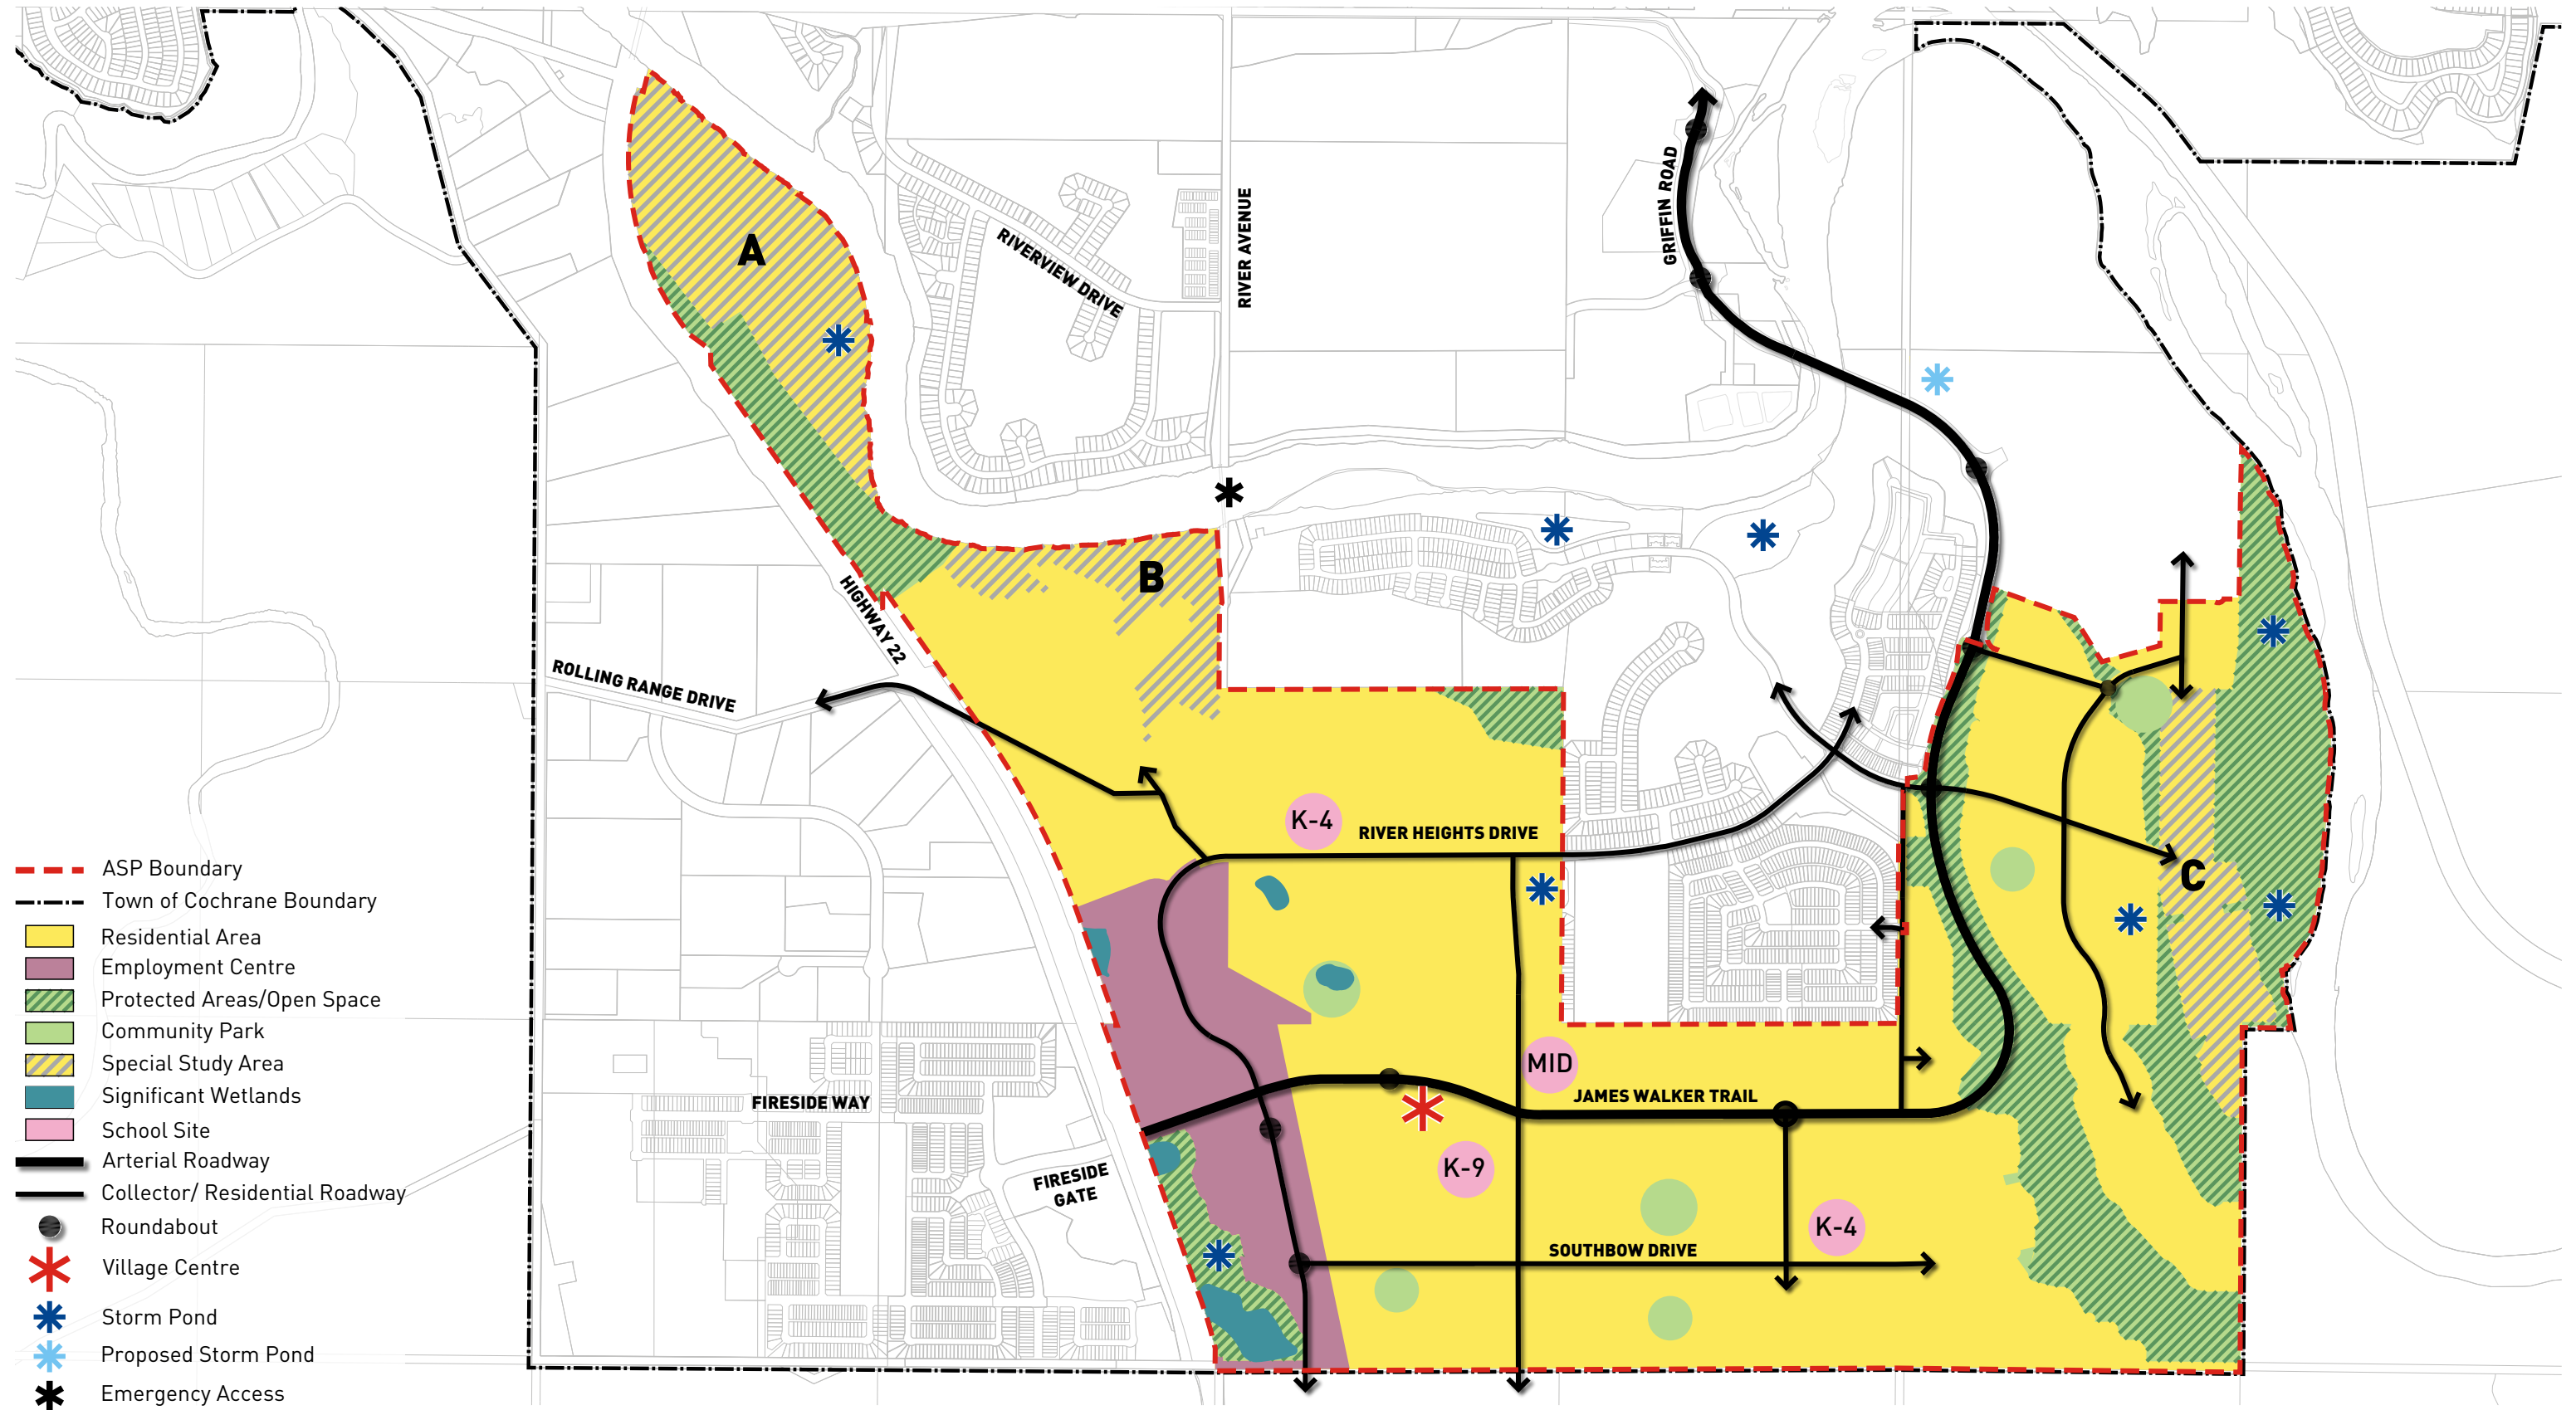 A
RIVERVIEW DRIVE
RIVER AVENUE
GRIFFIN ROAD
B
HIGHWAY 22
ROLLING RANGE DRIVE
K-4
RIVER HEIGHTS DRIVE
C
MID
JAMES WALKER TRAIL
FIRESIDE WAY
FIRESIDE
GATE
K-9
K-4
SOUTHBOW DRIVE
ASP Boundary
Town of Cochrane Boundary
Residential Area
Employment Centre
Protected Areas/Open Space
Community Park
Special Study Area
Significant Wetlands
School Site
Arterial Roadway
Collector/ Residential Roadway
Roundabout
Village Centre
Storm Pond
Proposed Storm Pond
Emergency Access